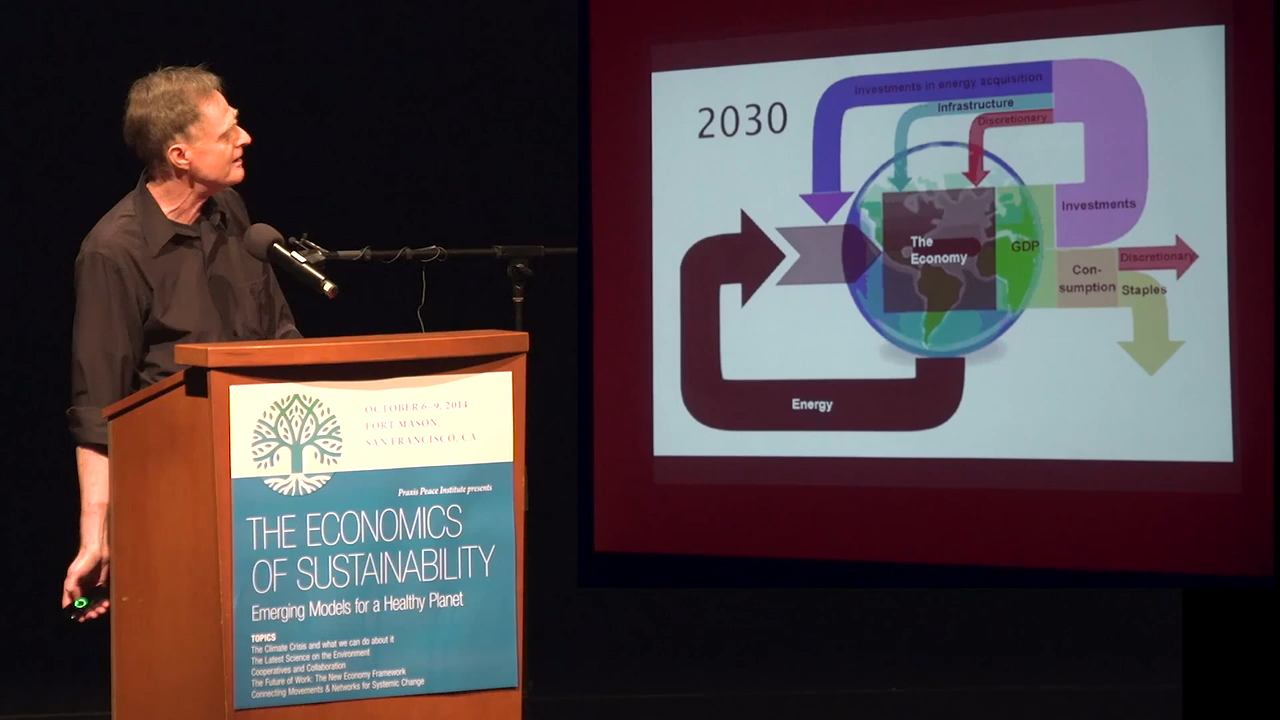 OCTOBER 6-9, 2014
FORT MASON,
SAN FRANCISCO, CA
Praxis Peace Institute presents
THE ECONOMICS
OF SUSTAINABILITY
Emerging Models for a Healthy Planet
TOPICS
The Climate Crisis and what we can do about it
The Latest Science on the Environment
Cooperatives and Collaboration
The Future of Work: The New Economy Framework
Connecting Movements & Networks for Systemic Change
2030
Investments in energy acquisition
Infrastructure
Discretionary
Investments
The
Economy
GDP
Con-
sumption
Discretionary
Staples
Energy